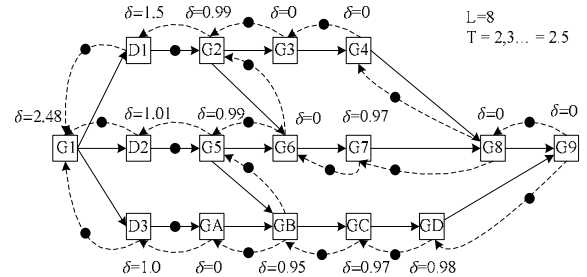 δ=1.5 δ=0.99 δ=0 δ=0 L=8
T = 2,3... = 2.5
D1 G2 G3 G4
δ=2.48 δ=1.01 δ=0.99 δ=0 δ=0.97 δ=0 δ=0
G1 D2 G5 G6 G7 G8 G9
D3 GA GB GC GD
δ=1.0 δ=0 δ=0.95 δ=0.97 δ=0.98